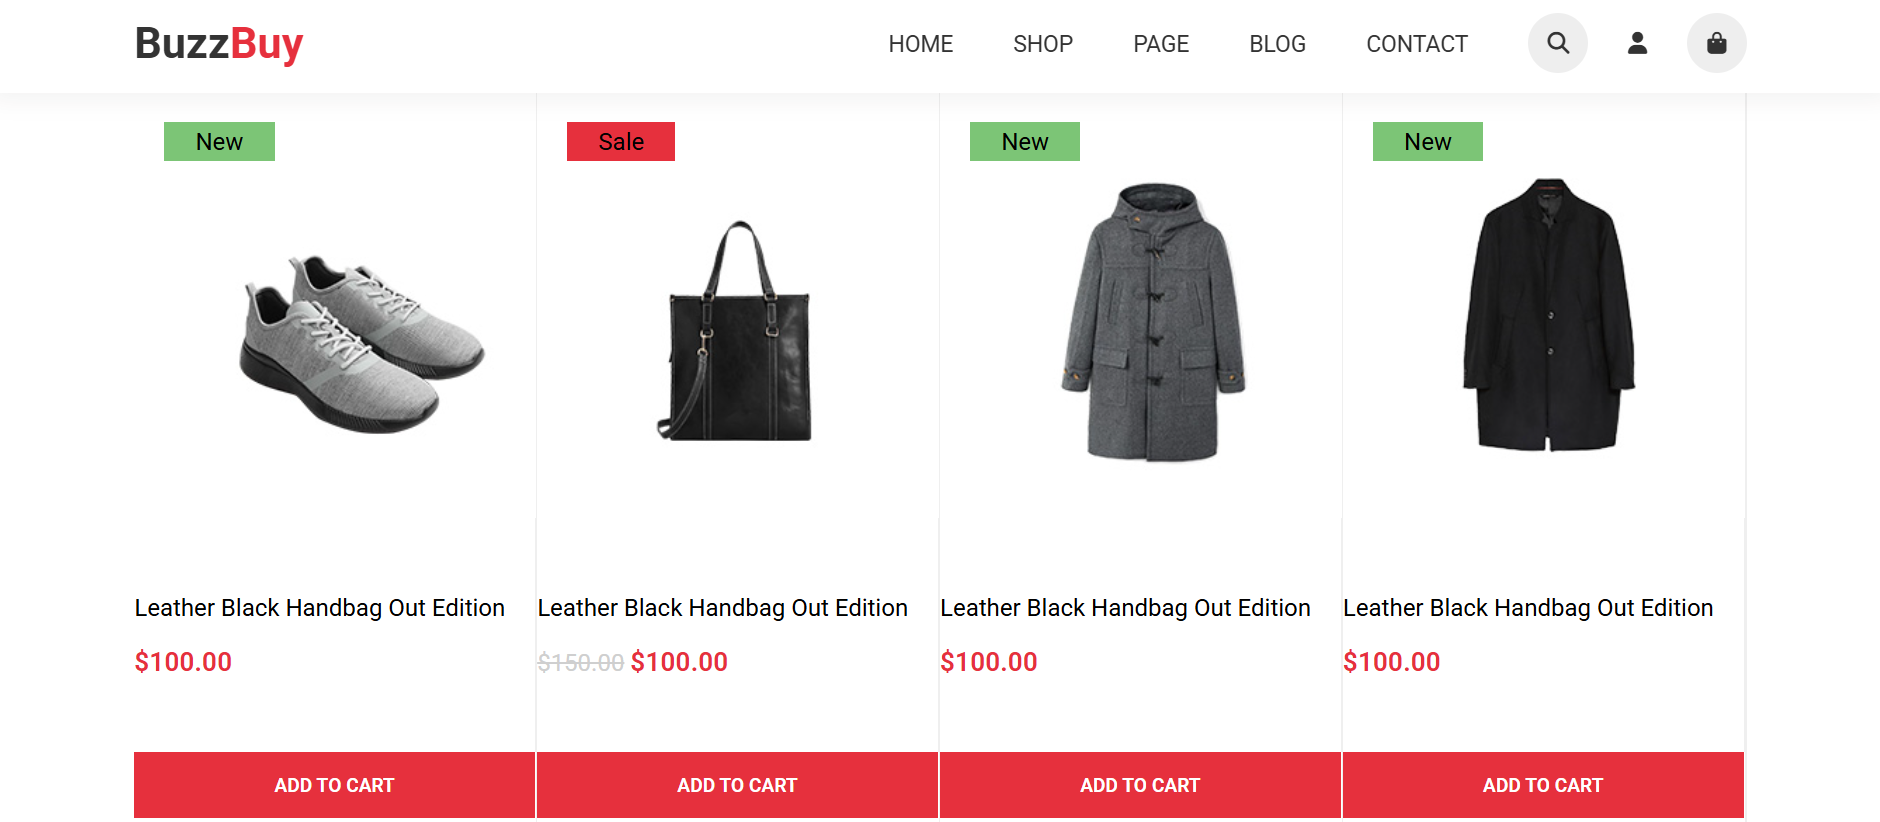 BuzzBuy
HOME SHOP PAGE BLOG CONTACT
New
Sale
New
New
Leather Black Handbag Out Edition
Leather Black Handbag Out Edition
Leather Black Handbag Out Edition
Leather Black Handbag Out Edition
$100.00
$150.00 $100.00
$100.00
$100.00
ADD TO CART
ADD TO CART
ADD TO CART
ADD TO CART